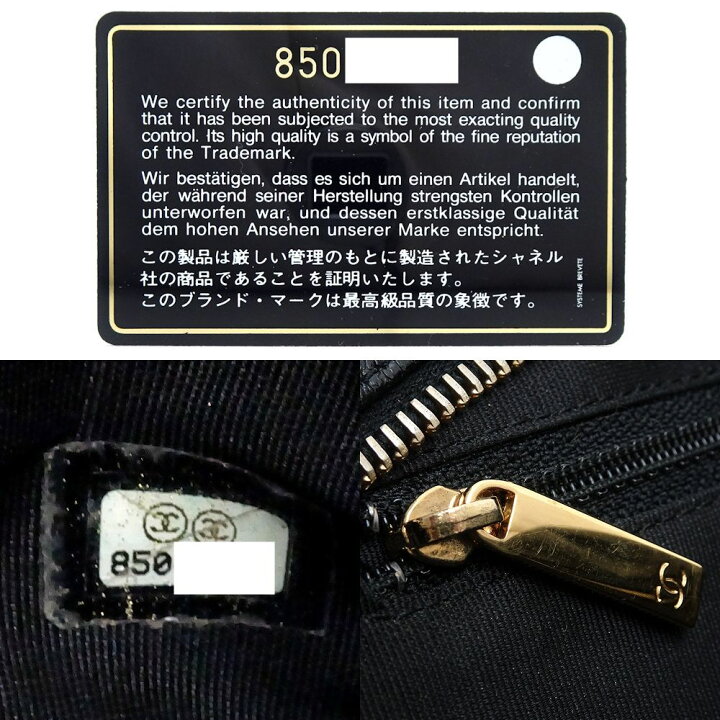 850
We certify the authenticity of this item and confirm
that it has been subjected to the most exacting quality
control. Its high quality is a symbol of the fine reputation
of the Trademark.
Wir bestätigen, dass es sich um einen Artikel handelt,
der während seiner Herstellung strengsten Kontrollen
unterworfen war, und dessen erstklassige Qualität
dem hohen Ansehen unserer Marke entspricht.
この製品は厳しい管理のもとに製造されたシャネル
社の商品であることを証明いたします。
このブランド・マークは最高級品質の象徴です。
SYSTEME BREVETE
850